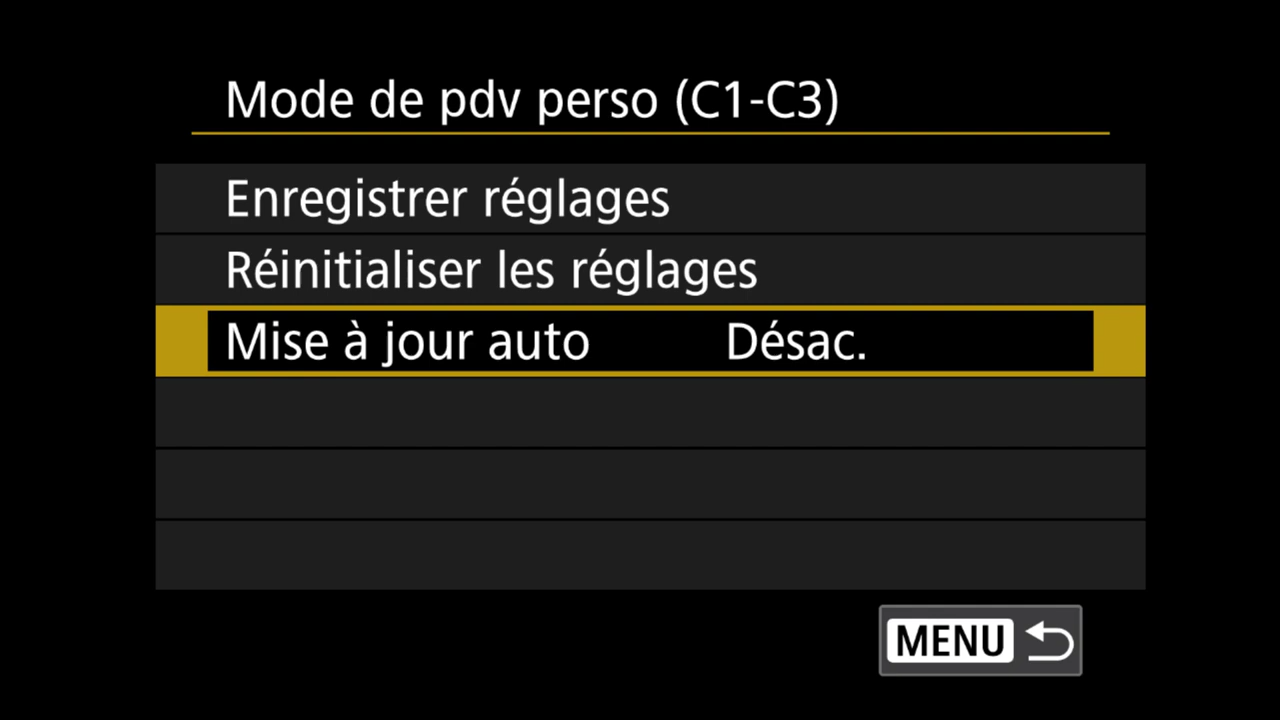 Mode de pdv perso (C1-C3)
Enregistrer réglages
Réinitialiser les réglages
Mise à jour auto Désac.
MENU